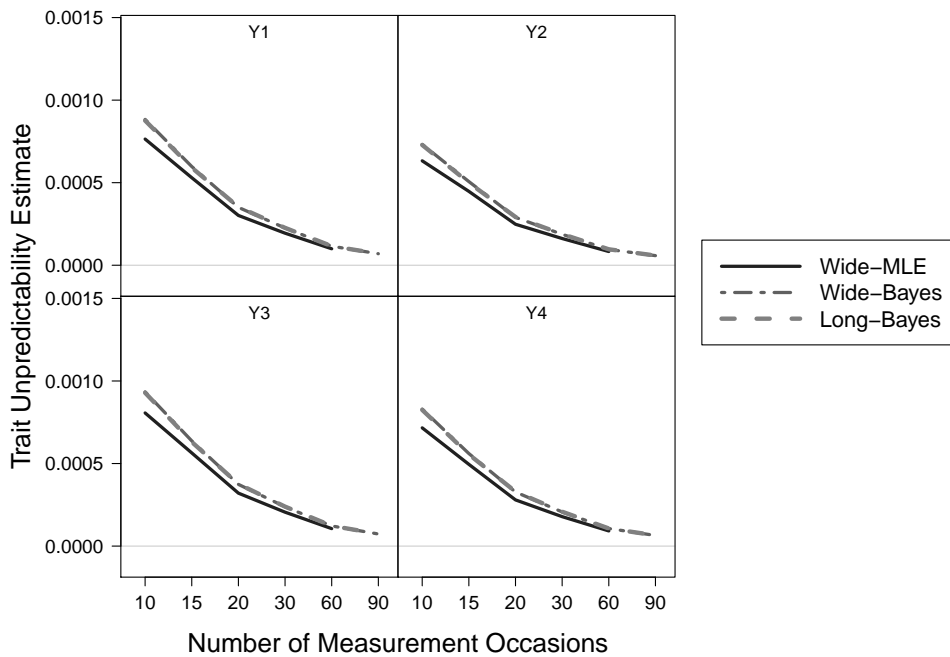 Trait Unpredictability Estimate
Y1
Y2
0.0015
0.0010
0.0005
0.0000
Y3
Y4
0.0015
0.0010
0.0005
0.0000
10 15 20 30 60 90
10 15 20 30 60 90
Number of Measurement Occasions
Wide−MLE
Wide−Bayes
Long−Bayes